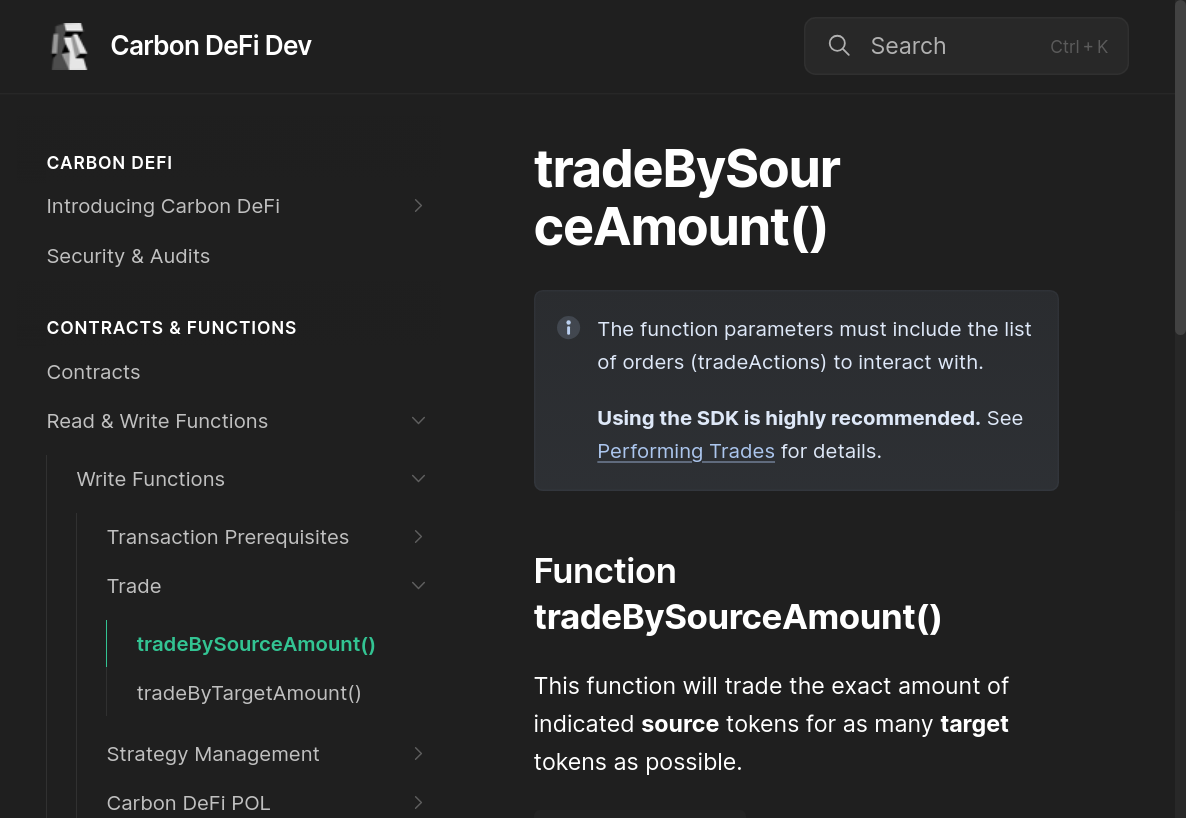 Carbon DeFi Dev
Search
Ctrl + K
CARBON DEFI
Introducing Carbon DeFi
Security & Audits
CONTRACTS & FUNCTIONS
Contracts
Read & Write Functions
Write Functions
Transaction Prerequisites
Trade
tradeBySourceAmount()
tradeByTargetAmount()
Strategy Management
Carbon DeFi POL
tradeBySour
ceAmount()
The function parameters must include the list
of orders (tradeActions) to interact with.
Using the SDK is highly recommended. See
Performing Trades for details.
Function
tradeBySourceAmount()
This function will trade the exact amount of
indicated source tokens for as many target
tokens as possible.